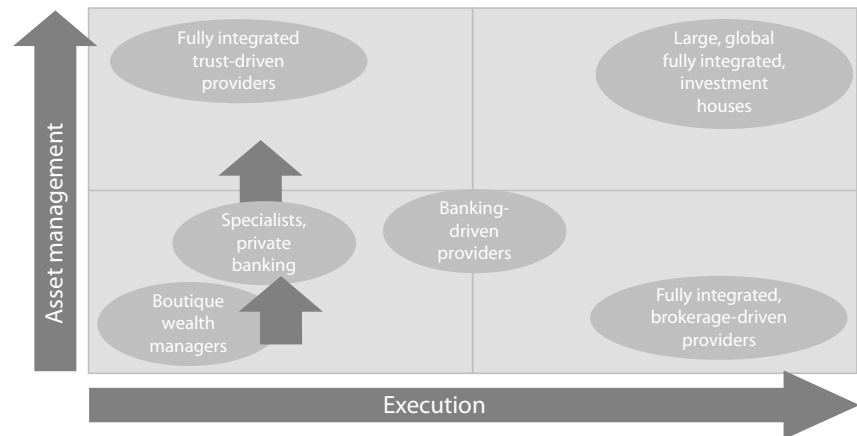 Fully integrated
trust-driven
providers
Large, global
fully integrated,
investment
houses
Asset management
Specialists,
private
banking
Banking-
driven
providers
Boutique
wealth
managers
Fully integrated,
brokerage-driven
providers
Execution